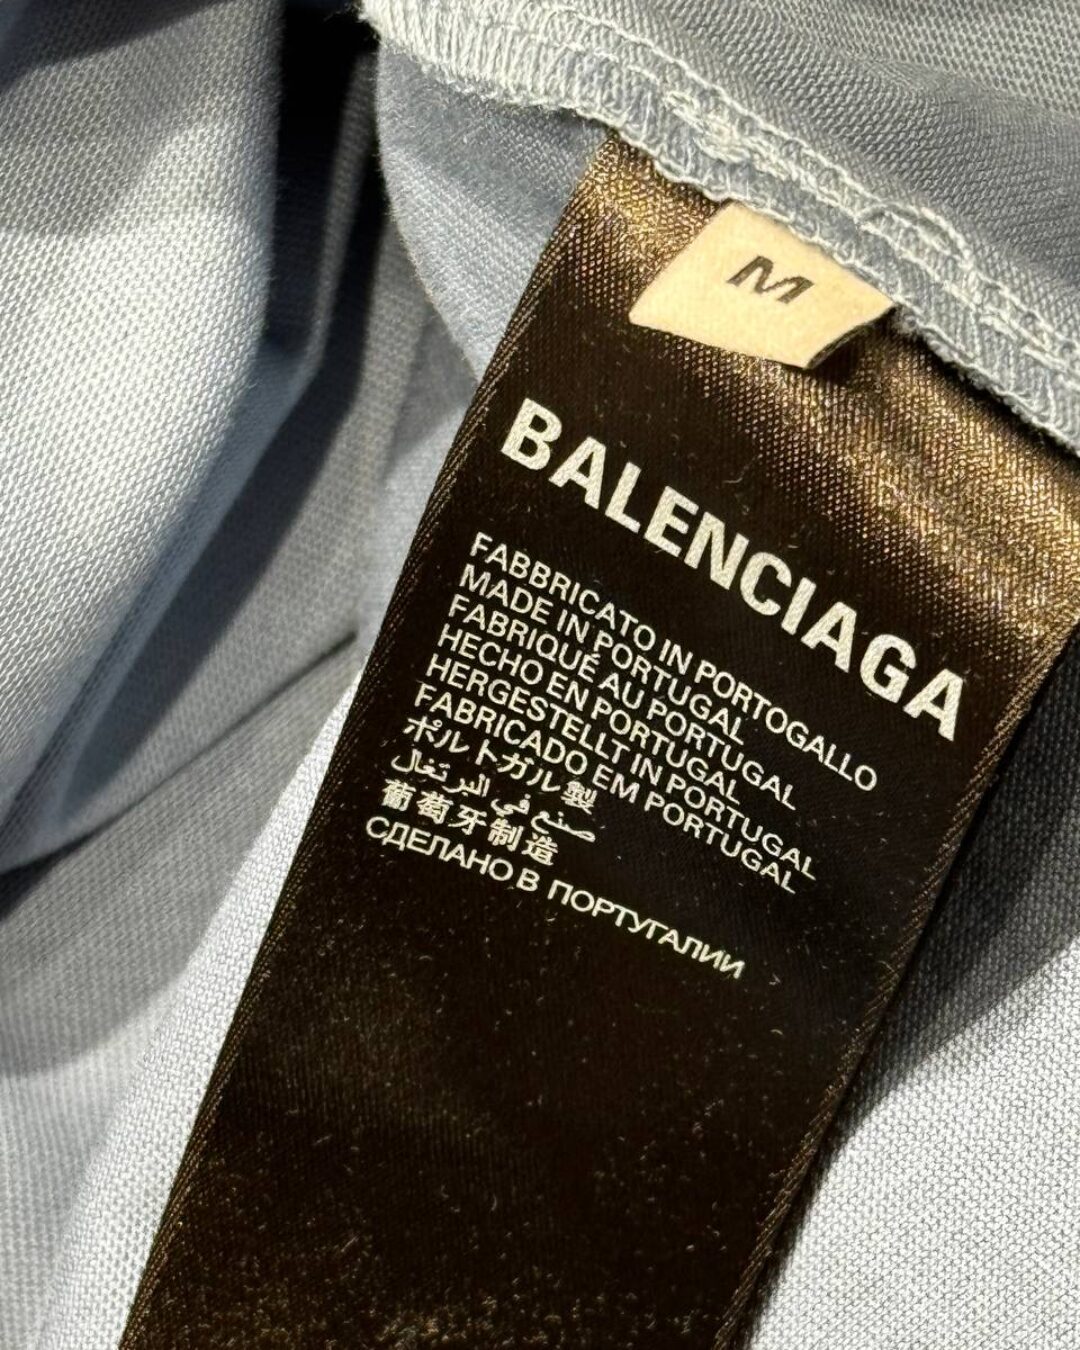 M
BALENCIAGA
FABBRICATO IN PORTOGALLO
MADE IN PORTUGAL
FABRIQUÉ AU PORTUGAL
HECHO EN PORTUGAL
HERGESTELLT IN PORTUGAL
FABRICADO EM PORTUGAL
ポルトガル製
صنع في البرتغال
葡萄牙制造
СДЕЛАНО В ПОРТУГАЛИИ